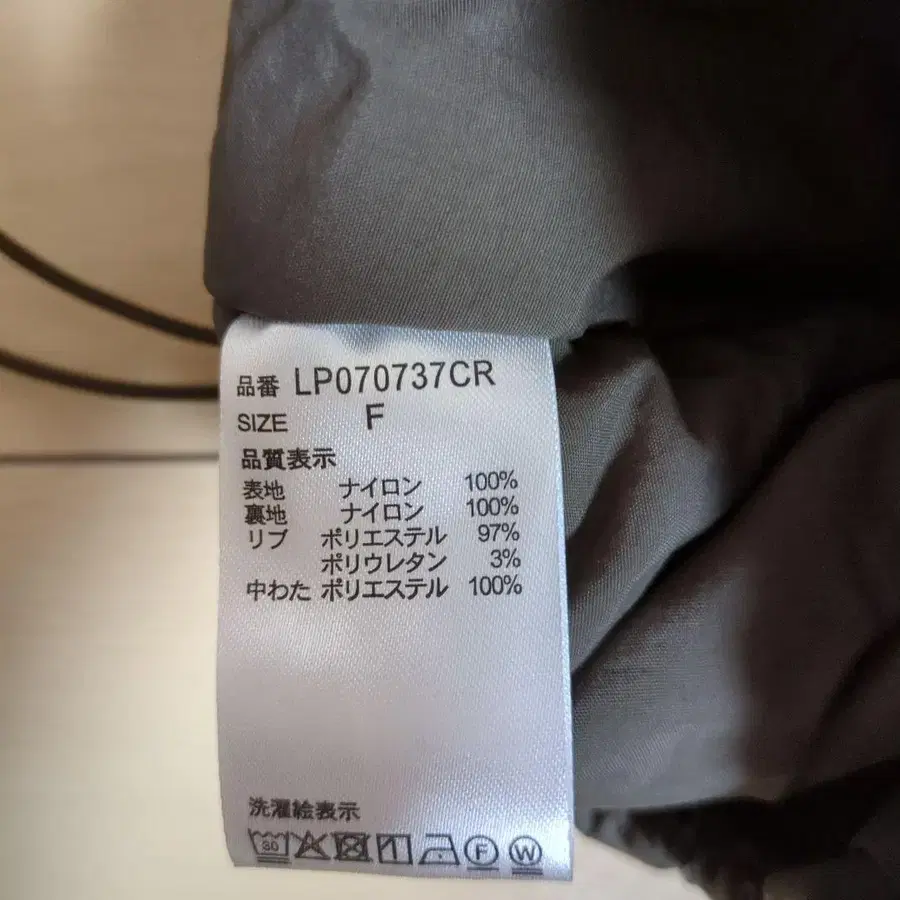 品番 LP070737CR
SIZE F
品質表示
表地 ナイロン 100%
裏地 ナイロン 100%
リブ ポリエステル 97%
ポリウレタン 3%
中わた ポリエステル 100%
洗濯絵表示
30 F W